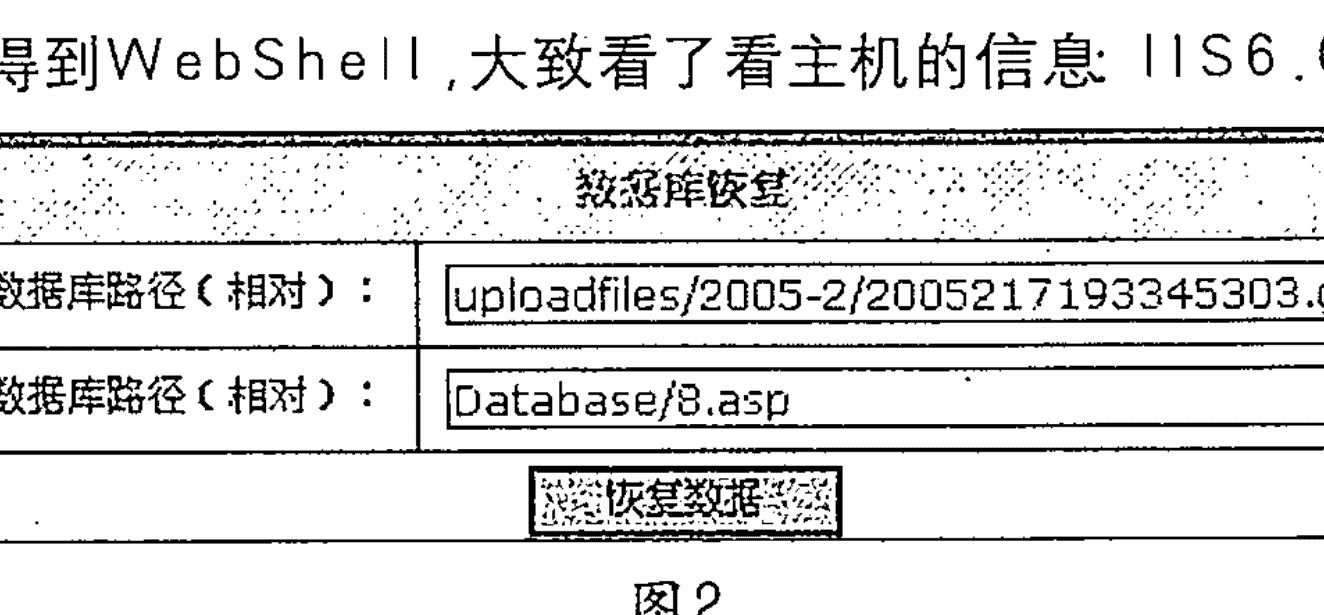 得到WebShell,大致看了看主机的信息 IIS6.
数据库恢复
数据库路径(相对): uploadfiles/2005-2/2005217193345303.
数据库路径(相对): Database/8.asp
恢复数据
图2